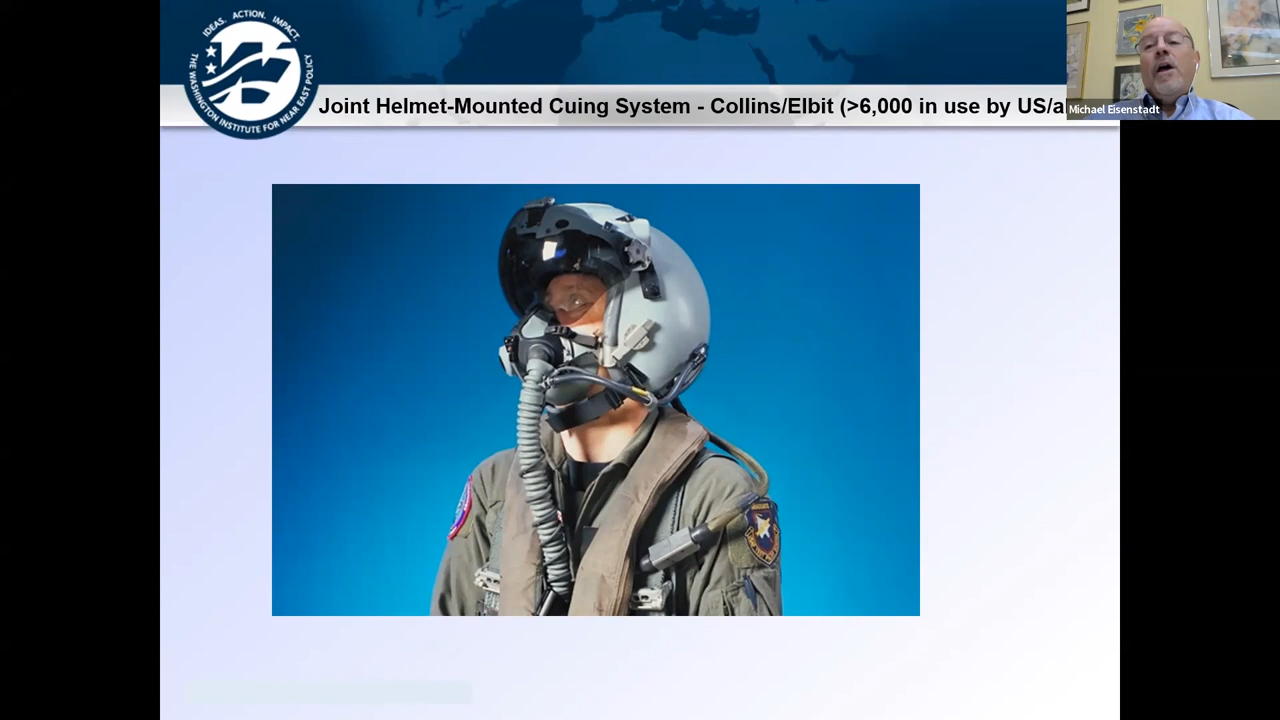 IDEAS. ACTION. IMPACT.
THE WASHINGTON INSTITUTE FOR NEAR EAST POLICY
Joint Helmet-Mounted Cuing System - Collins/Elbit (>6,000 in use by US/a
Michael Eisenstadt